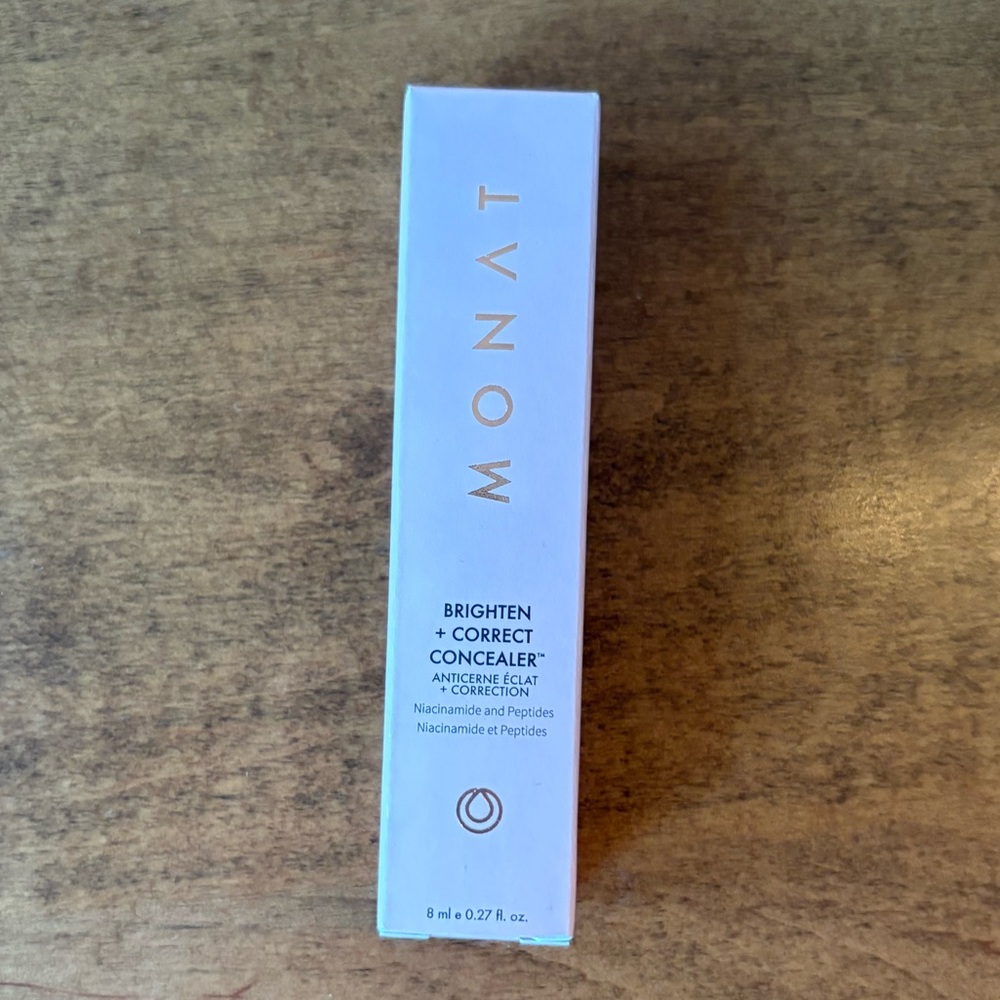 MONAT
BRIGHTEN
+ CORRECT
CONCEALER™
ANTICERNE ÉCLAT
+ CORRECTION
Niacinamide and Peptides
Niacinamide et Peptides
8 ml e 0.27 fl. oz.